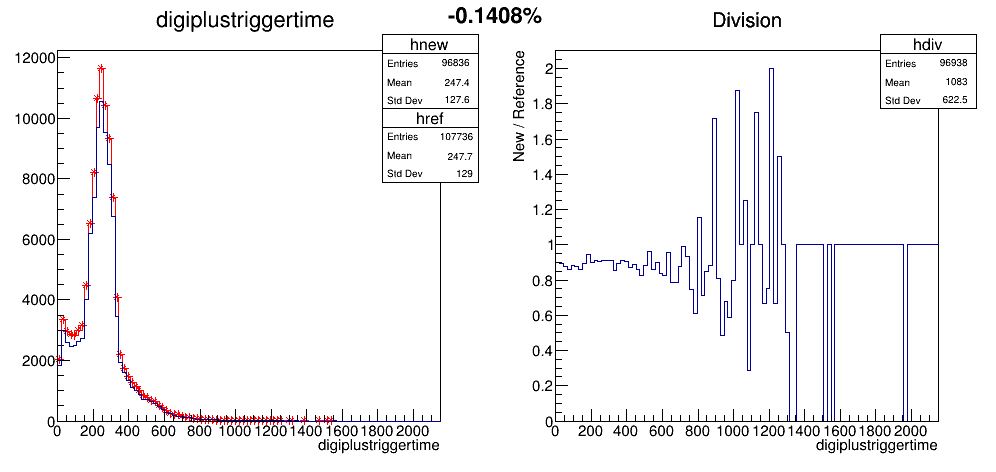 digiplustriggertime
-0.1408%
Division
hnew
Entries 96836
Mean 247.4
Std Dev 127.6
href
Entries 107736
Mean 247.7
Std Dev 129
12000
10000
8000
6000
4000
2000
0
0 200 400 600 800 1000 1200 1400 1600 1800 2000
digiplustriggertime
hdiv
Entries 96938
Mean 1083
Std Dev 622.5
New / Reference
2
1.8
1.6
1.4
1.2
1
0.8
0.6
0.4
0.2
0
0 200 400 600 800 1000 1200 1400 1600 1800 2000
digiplustriggertime